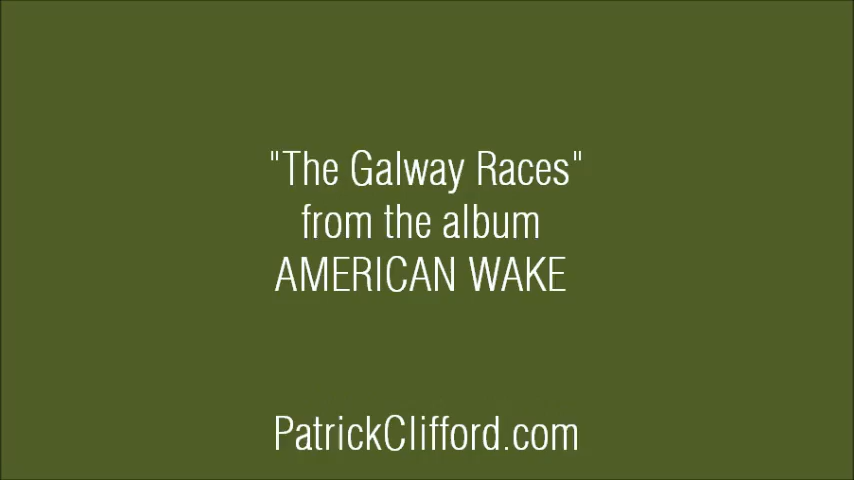 "The Galway Races"
from the album
AMERICAN WAKE
PatrickClifford.com